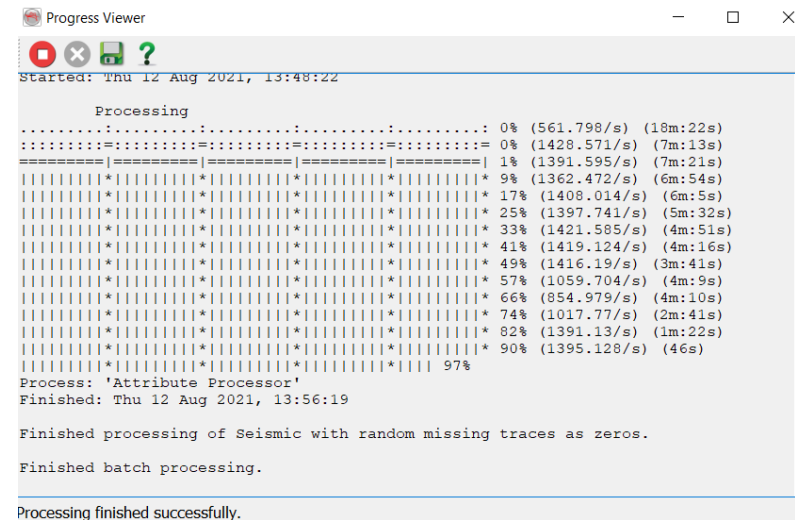 Progress Viewer
Started: Thu 12 Aug 2021, 13:48:22
Processing
.........:.........:.........:.........:.........: 0% (561.798/s) (18m:22s)
:::::::::=:::::::::=:::::::::=:::::::::=:::::::::= 0% (1428.571/s) (7m:13s)
=========|=========|=========|=========|=========| 1% (1391.595/s) (7m:21s)
|||||||||*|||||||||*|||||||||*|||||||||*|||||||||* 9% (1362.472/s) (6m:54s)
|||||||||*|||||||||*|||||||||*|||||||||*|||||||||* 17% (1408.014/s) (6m:5s)
|||||||||*|||||||||*|||||||||*|||||||||*|||||||||* 25% (1397.741/s) (5m:32s)
|||||||||*|||||||||*|||||||||*|||||||||*|||||||||* 33% (1421.585/s) (4m:51s)
|||||||||*|||||||||*|||||||||*|||||||||*|||||||||* 41% (1419.124/s) (4m:16s)
|||||||||*|||||||||*|||||||||*|||||||||*|||||||||* 49% (1416.19/s) (3m:41s)
|||||||||*|||||||||*|||||||||*|||||||||*|||||||||* 57% (1059.704/s) (4m:9s)
|||||||||*|||||||||*|||||||||*|||||||||*|||||||||* 66% (854.979/s) (4m:10s)
|||||||||*|||||||||*|||||||||*|||||||||*|||||||||* 74% (1017.77/s) (2m:41s)
|||||||||*|||||||||*|||||||||*|||||||||*|||||||||* 82% (1391.13/s) (1m:22s)
|||||||||*|||||||||*|||||||||*|||||||||*|||||||||* 90% (1395.128/s) (46s)
|||||||||*|||||||||*|||||||||*|||||||||*|||| 97%
Process: 'Attribute Processor'
Finished: Thu 12 Aug 2021, 13:56:19
Finished processing of Seismic with random missing traces as zeros.
Finished batch processing.
Processing finished successfully.